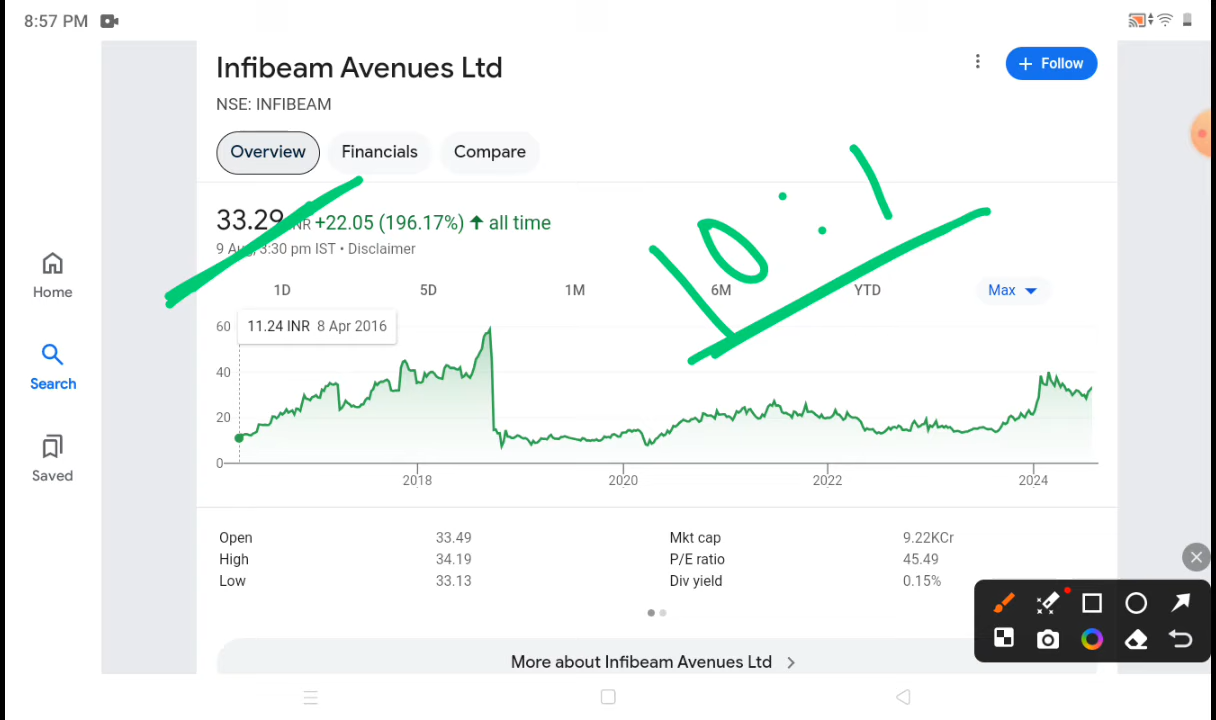 8:57 PM
Infibeam Avenues Ltd
+ Follow
NSE: INFIBEAM
Overview Financials Compare
10:1
33.29 INR +22.05 (196.17%) ↑ all time
9 Aug, 3:30 pm IST • Disclaimer
Home
1D 5D 1M 6M YTD Max
60 11.24 INR 8 Apr 2016
Search
40
20
0
Saved
2018 2020 2022 2024
Open 33.49 Mkt cap 9.22KCr
High 34.19 P/E ratio 45.49
Low 33.13 Div yield 0.15%
More about Infibeam Avenues Ltd